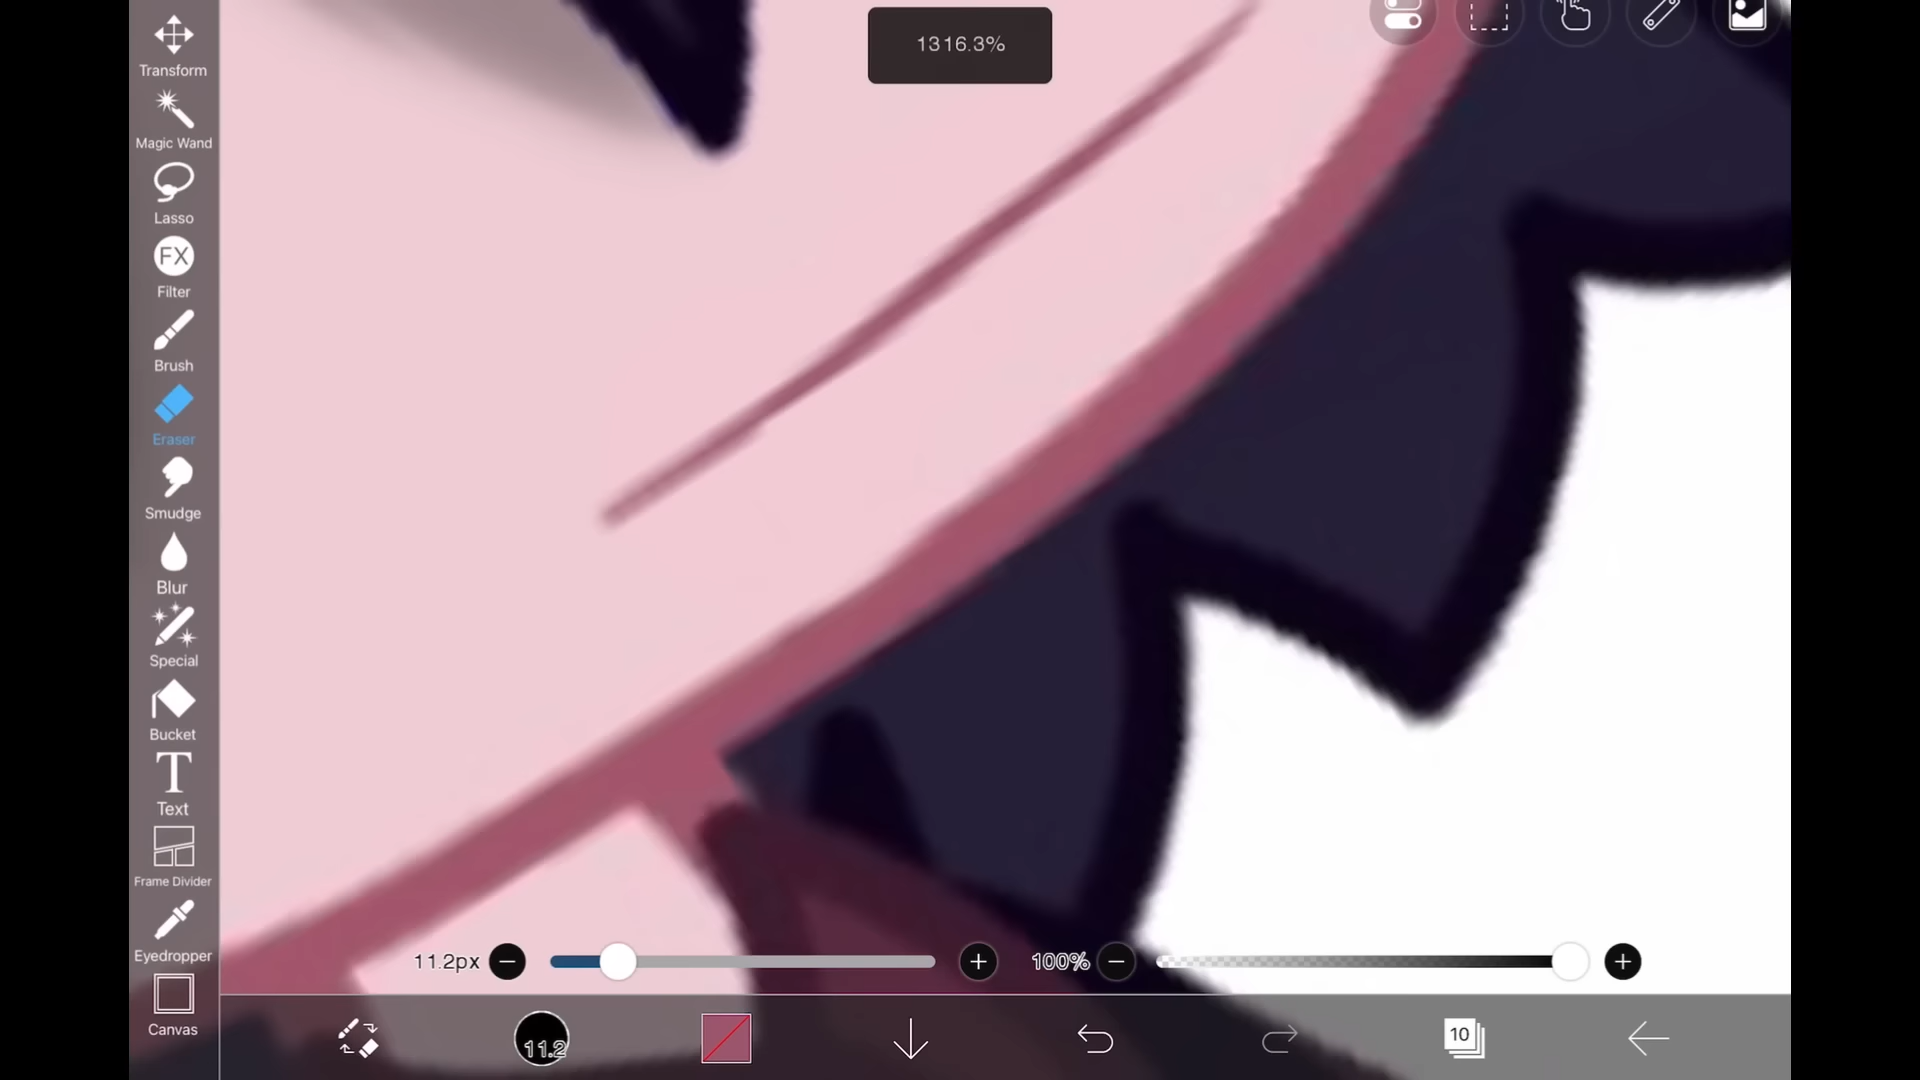 1316.3%
Transform
Magic Wand
Lasso
FX
Filter
Brush
Eraser
Smudge
Blur
Special
Bucket
T
Text
Frame Divider
Eyedropper
Canvas
11.2px
100%
11.2
10